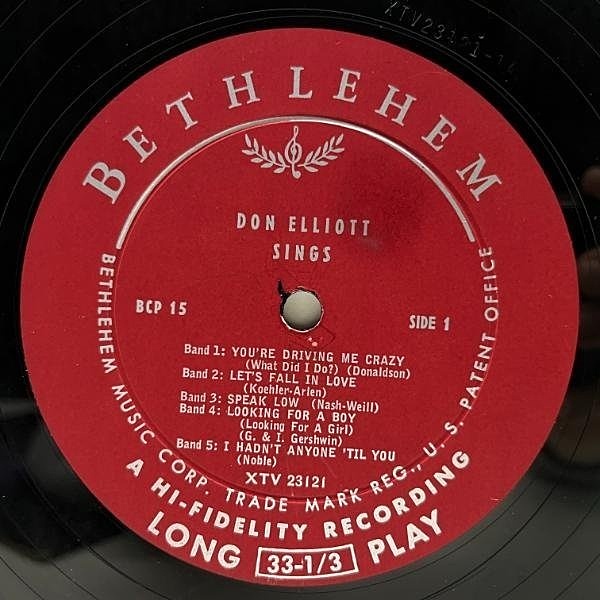 BETHLEHEM
DON ELLIOTT
SINGS
BCP 15
SIDE 1
Band 1: YOU'RE DRIVING ME CRAZY
(What Did I Do?) (Donaldson)
Band 2: LET'S FALL IN LOVE
(Koehler-Arlen)
Band 3: SPEAK LOW (Nash-Weill)
Band 4: LOOKING FOR A BOY
(Looking For A Girl)
(G. & I. Gershwin)
Band 5: I HADN'T ANYONE 'TIL YOU
(Noble)
XTV 23121
BETHLEHEM MUSIC CORP. TRADE MARK REG., U. S. PATENT OFFICE
A HI-FIDELITY RECORDING
LONG 33-1/3 PLAY